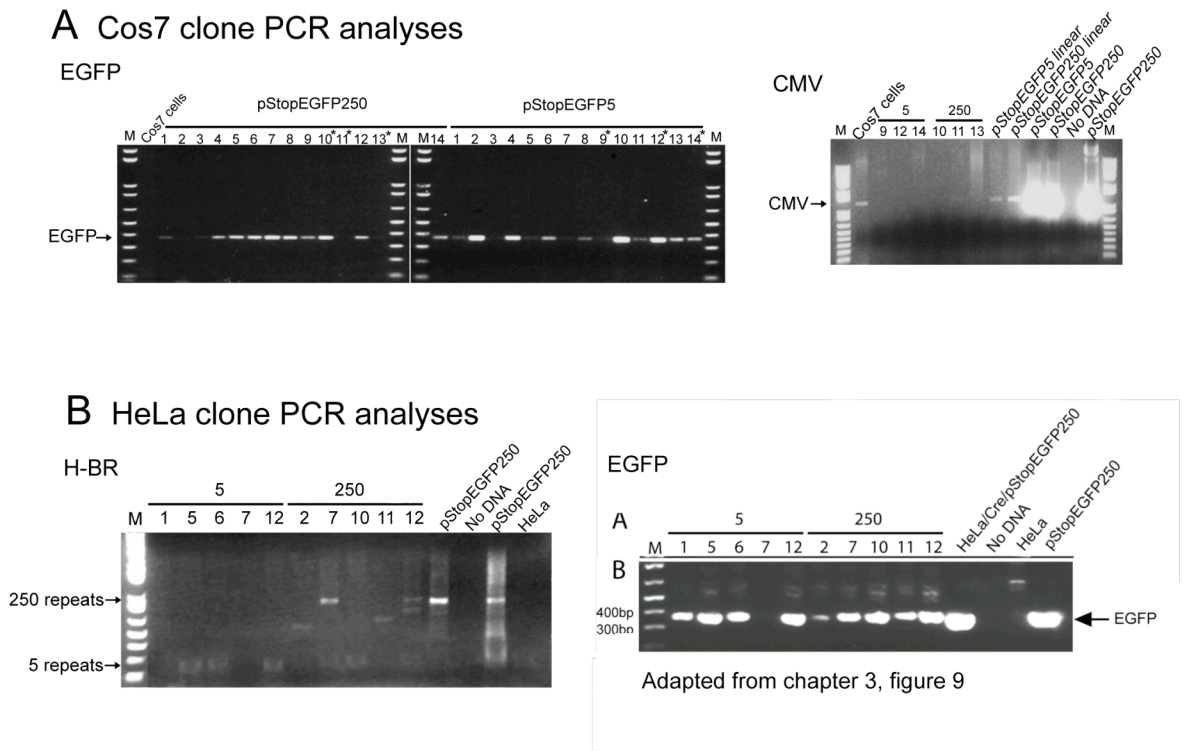 A Cos7 clone PCR analyses
EGFP
Cos7 cells
pStopEGFP250
pStopEGFP5
M 1 2 3 4 5 6 7 8 9 10* 11* 12 13* M M 14 1 2 3 4 5 6 7 8 9* 10 11 12* 13 14* M
EGFP
CMV
Cos7 cells
5 250
pStopEGFP5 linear
pStopEGFP250 linear
pStopEGFP5
pStopEGFP250
No DNA
pStopEGFP250
M 9 12 14 10 11 13 M
CMV
B HeLa clone PCR analyses
H-BR
5 250
pStopEGFP250
No DNA
pStopEGFP250
HeLa
M 1 5 6 7 12 2 7 10 11 12
250 repeats
5 repeats
EGFP
A
5 250
HeLa/Cre/pStopEGFP250
No DNA
HeLa
pStopEGFP250
M 1 5 6 7 12 2 7 10 11 12
B
400bp
300bp
EGFP
Adapted from chapter 3, figure 9